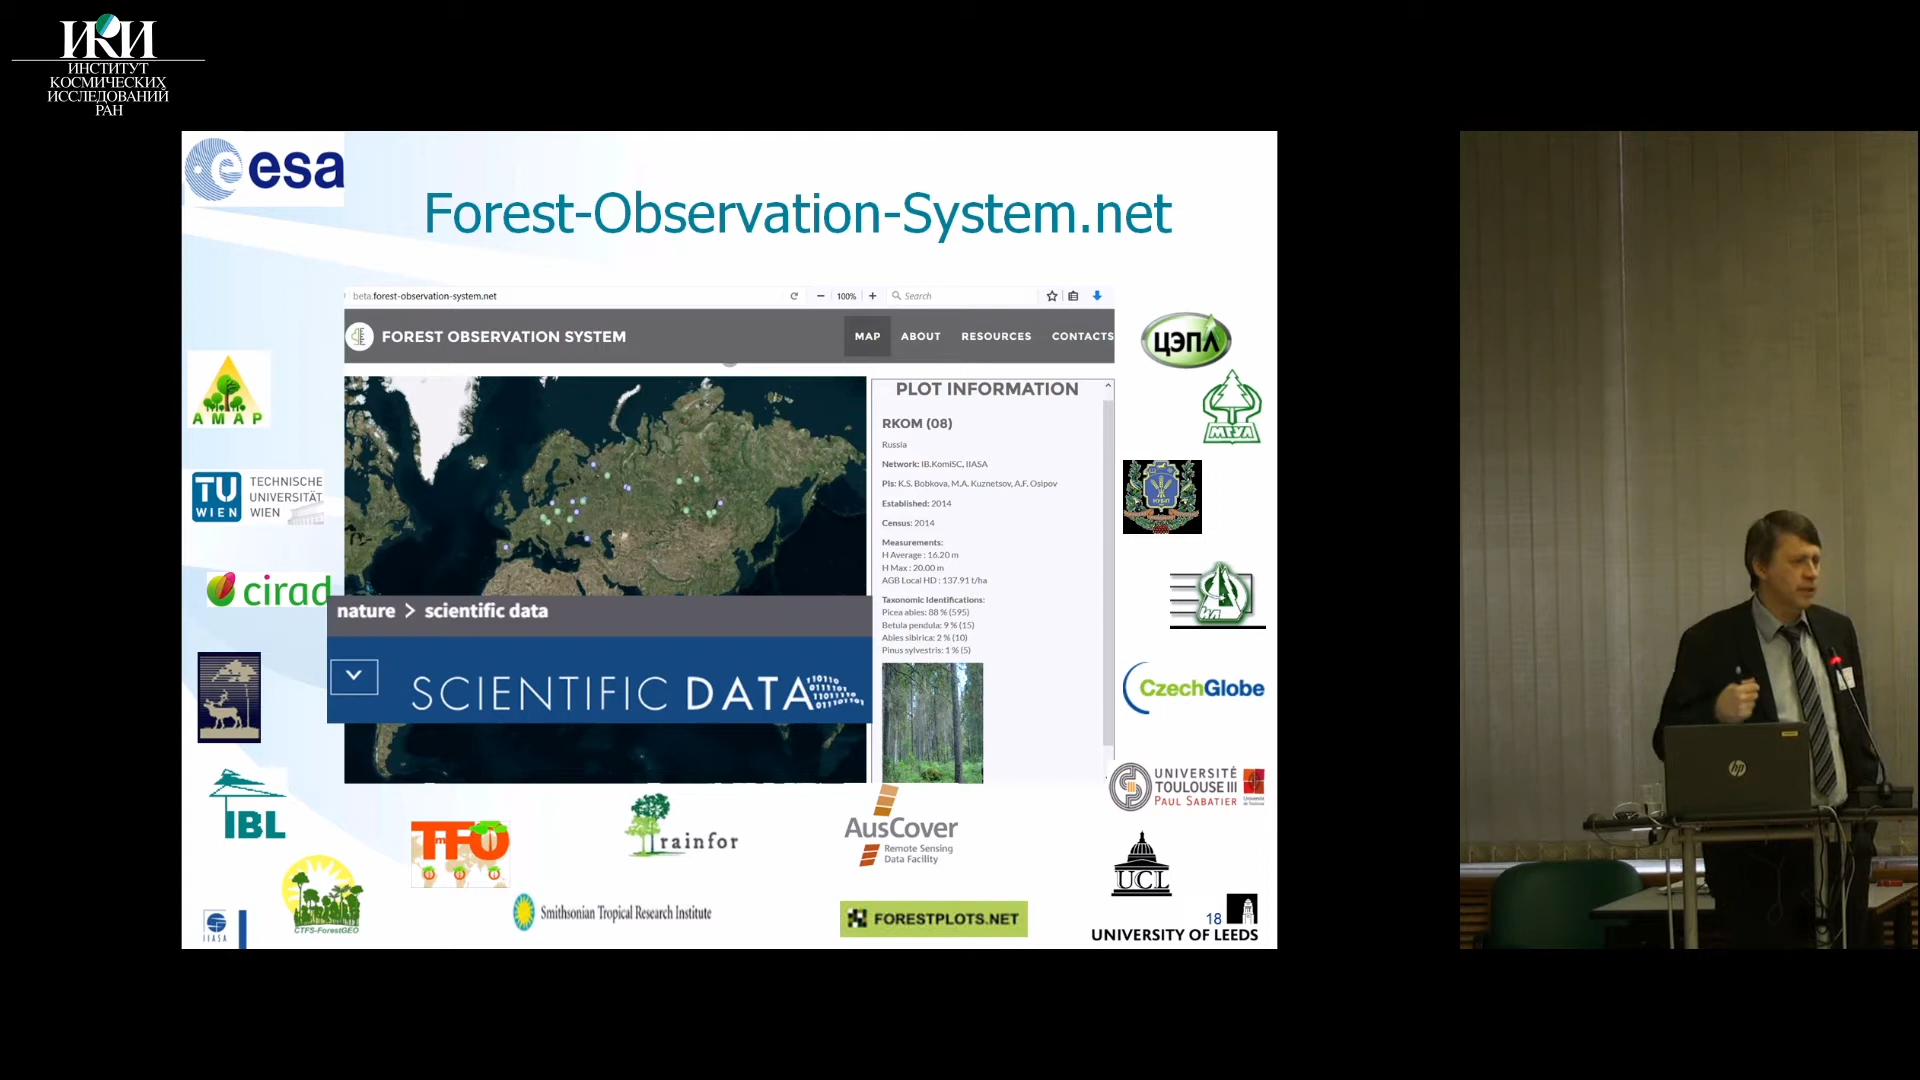 ИКИ
ИНСТИТУТ
КОСМИЧЕСКИХ
ИССЛЕДОВАНИЙ
РАН
esa
Forest-Observation-System.net
beta.forest-observation-system.net
100%
Search
FOREST OBSERVATION SYSTEM
MAP
ABOUT
RESOURCES
CONTACTS
PLOT INFORMATION
RKOM (08)
Russia
Network: IB.KomiSC, IIASA
PIs: K.S. Bobkova, M.A. Kuznetsov, A.F. Osipov
Established: 2014
Census: 2014
Measurements:
H Average : 16.20 m
H Max : 20.00 m
AGB Local HD : 137.91 t/ha
Taxonomic Identifications:
Picea abies: 88 % (595)
Betula pendula: 9 % (15)
Abies sibirica: 2 % (10)
Pinus sylvestris: 1 % (5)
nature > scientific data
SCIENTIFIC DATA
AMAP
TU
WIEN
TECHNISCHE
UNIVERSITÄT
WIEN
cirad
IBL
CTFS-ForestGEO
IIASA
TmFO
rainfor
Smithsonian Tropical Research Institute
AusCover
Remote Sensing
Data Facility
FORESTPLOTS.NET
ЦЭПЛ
МГУЛ
CzechGlobe
UNIVERSITÉ
TOULOUSE III
PAUL SABATIER
UCL
18
UNIVERSITY OF LEEDS
hp